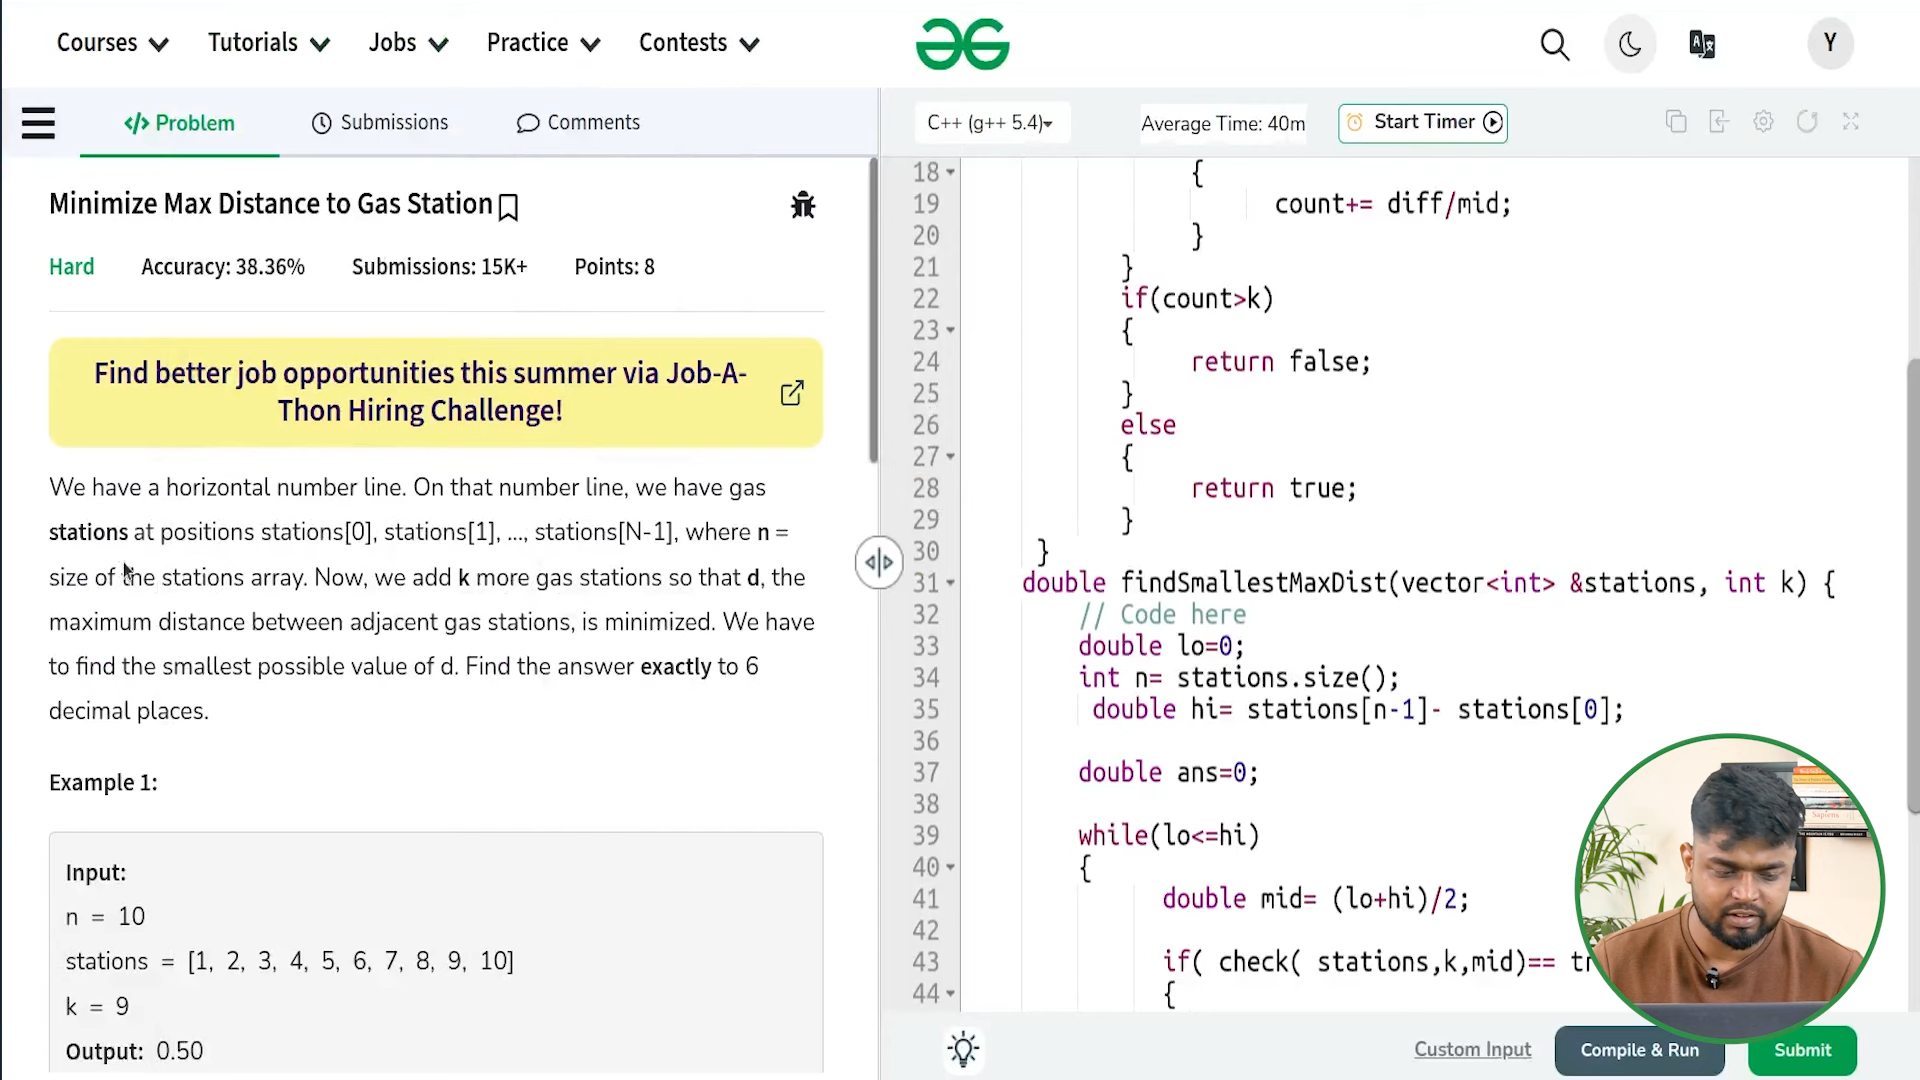 Courses
Tutorials
Jobs
Practice
Contests
Y
Problem
Submissions
Comments
C++ (g++ 5.4)
Average Time: 40m
Start Timer
Minimize Max Distance to Gas Station
Hard
Accuracy: 38.36%
Submissions: 15K+
Points: 8
Find better job opportunities this summer via Job-A-
Thon Hiring Challenge!
We have a horizontal number line. On that number line, we have gas
stations at positions stations[0], stations[1], ..., stations[N-1], where n =
size of the stations array. Now, we add k more gas stations so that d, the
maximum distance between adjacent gas stations, is minimized. We have
to find the smallest possible value of d. Find the answer exactly to 6
decimal places.
Example 1:
Input:
n = 10
stations = [1, 2, 3, 4, 5, 6, 7, 8, 9, 10]
k = 9
Output: 0.50
18 {
19 count+= diff/mid;
20 }
21 }
22 if(count>k)
23 {
24 return false;
25 }
26 else
27 {
28 return true;
29 }
30 }
31 double findSmallestMaxDist(vector<int> &stations, int k) {
32 // Code here
33 double lo=0;
34 int n= stations.size();
35 double hi= stations[n-1]- stations[0];
36
37 double ans=0;
38
39 while(lo<=hi)
40 {
41 double mid= (lo+hi)/2;
42
43 if( check( stations,k,mid)== tr
44 {
Sapiens
Custom Input
Compile & Run
Submit